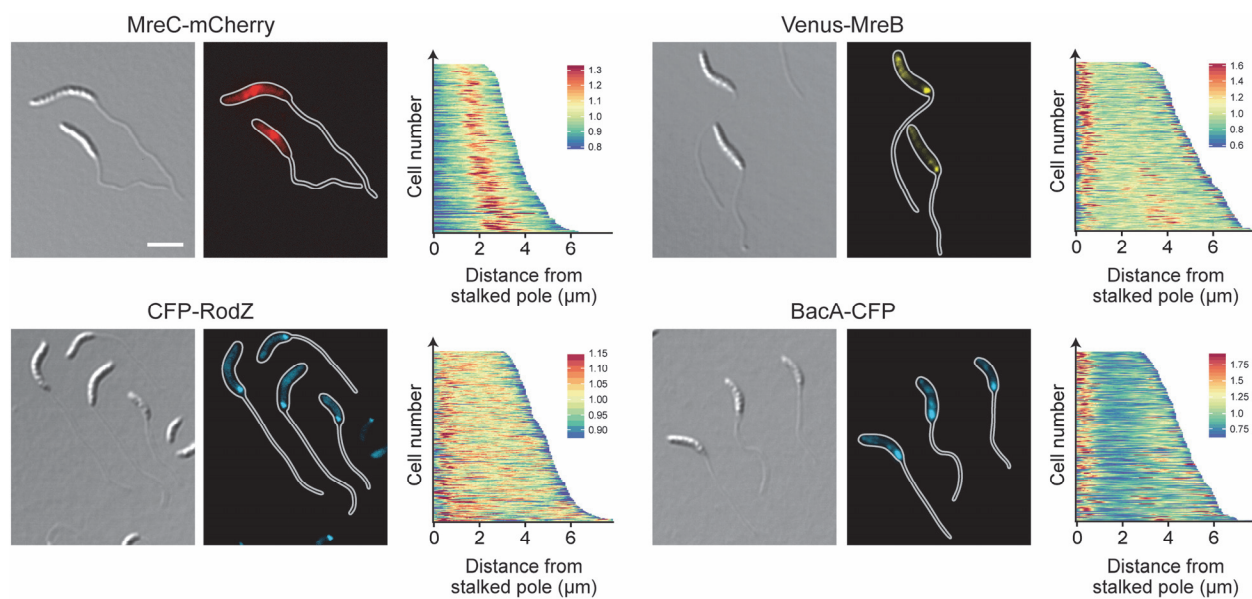 MreC-mCherry
Cell number
1.3
1.2
1.1
1.0
0.9
0.8
0
2
4
6
Distance from
stalked pole (µm)
Venus-MreB
Cell number
1.6
1.4
1.2
1.0
0.8
0.6
0
2
4
6
Distance from
stalked pole (µm)
CFP-RodZ
Cell number
1.15
1.10
1.05
1.00
0.95
0.90
0
2
4
6
Distance from
stalked pole (µm)
BacA-CFP
Cell number
1.75
1.50
1.25
1.00
0.75
0
2
4
6
Distance from
stalked pole (µm)